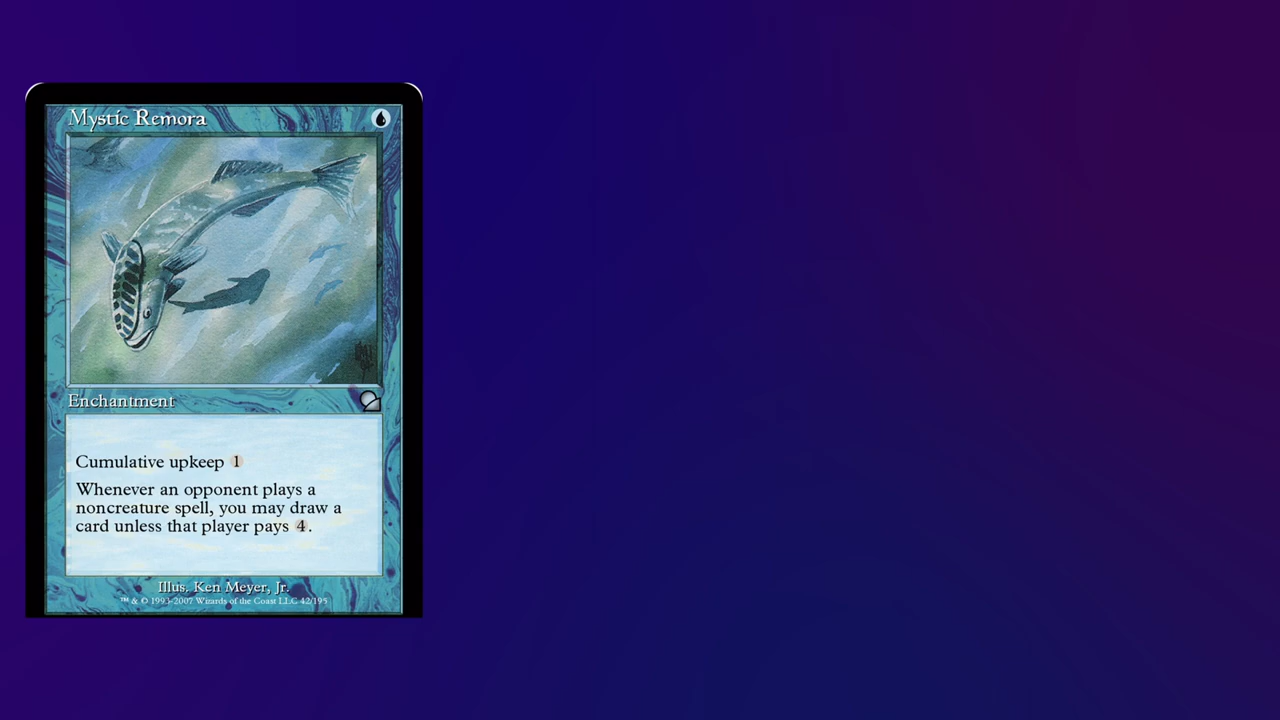 Mystic Remora
Enchantment
Cumulative upkeep 1
Whenever an opponent plays a
noncreature spell, you may draw a
card unless that player pays 4.
Illus. Ken Meyer, Jr.
™ & © 1993-2007 Wizards of the Coast LLC 42/195